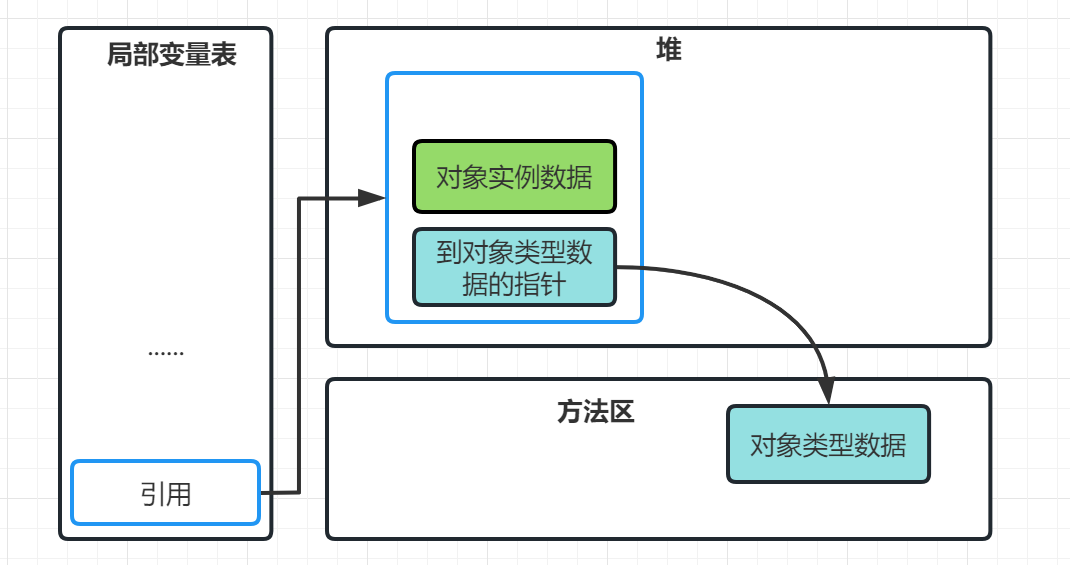 局部变量表
堆
对象实例数据
到对象类型数
据的指针
......
方法区
对象类型数据
引用